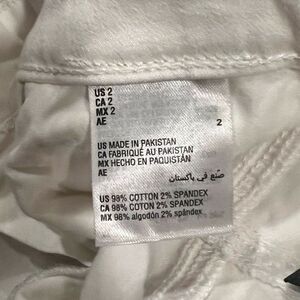 US 2
CA 2
MX 2
AE 2
US MADE IN PAKISTAN
CA FABRIQUÉ AU PAKISTAN
MX HECHO EN PAQUISTÁN
AE
صنع في باكستان
US 98% COTTON 2% SPANDEX
CA 98% COTTON 2% SPANDEX
MX 98% algodón 2% spándex